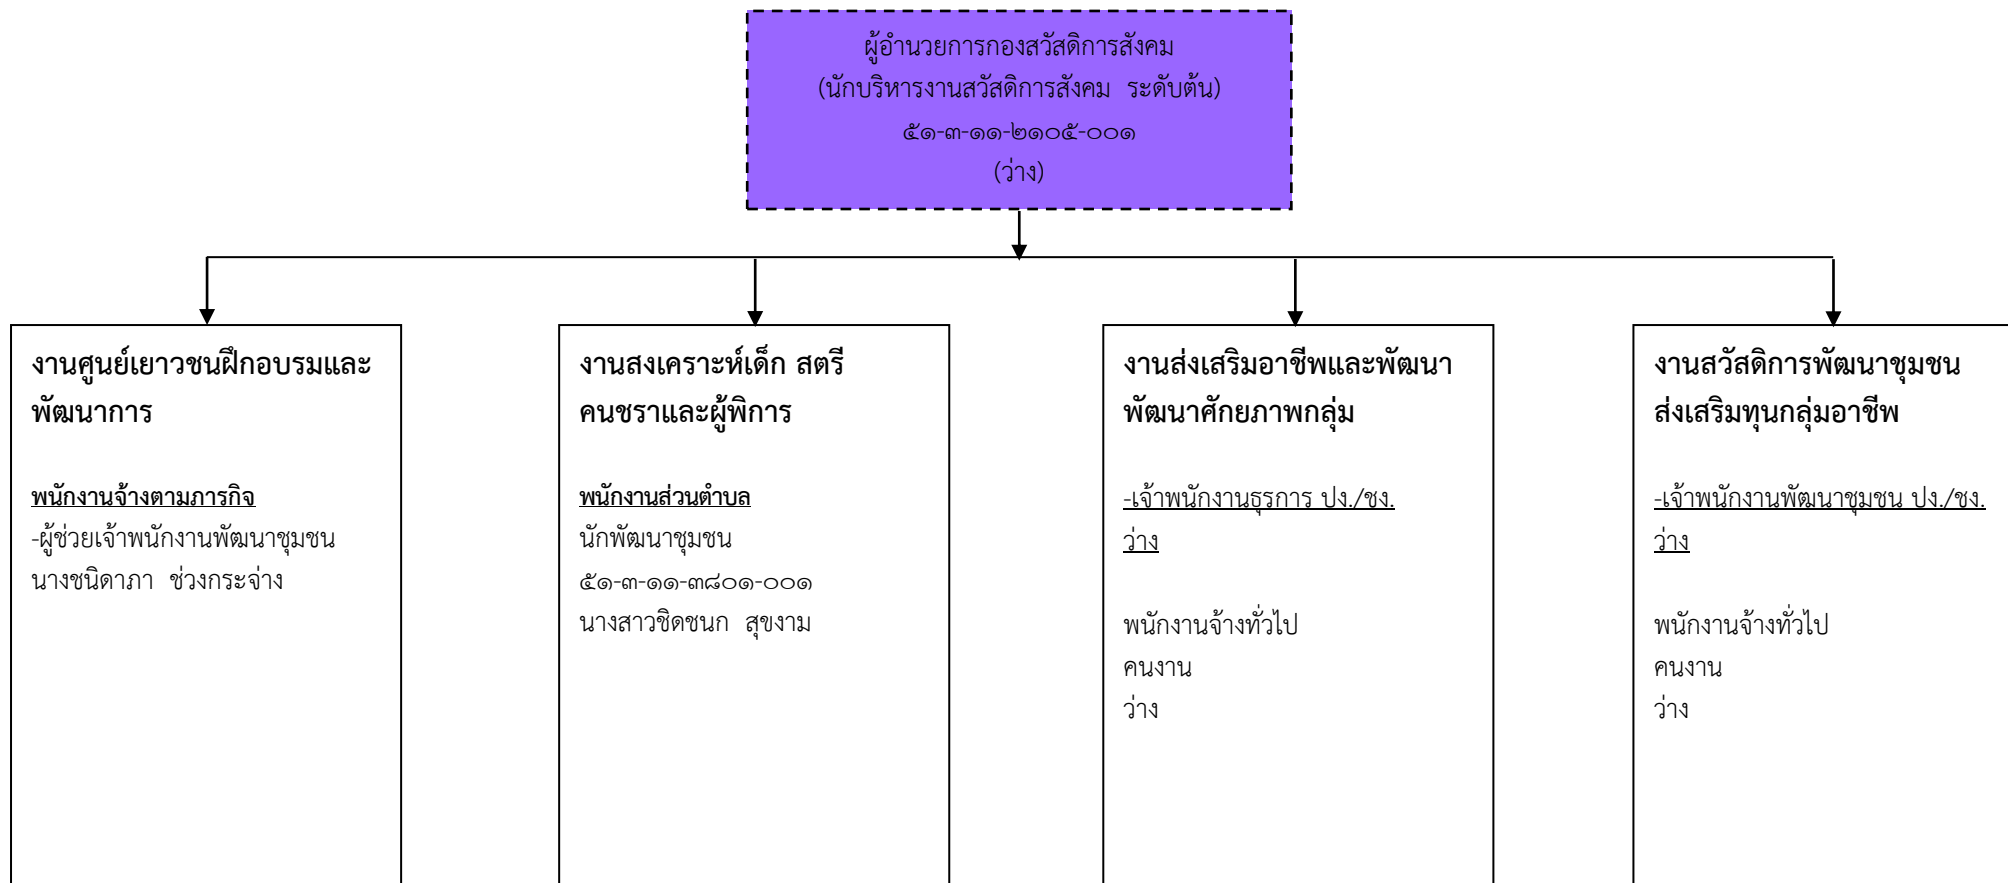 ผู้อำนวยการกองสวัสดิการสังคม
(นักบริหารงานสวัสดิการสังคม ระดับต้น)
๕๑-๓-๑๑-๒๑๐๕-๐๐๑
(ว่าง)
งานศูนย์เยาวชนฝึกอบรมและ
พัฒนาการ
พนักงานจ้างตามภารกิจ
-ผู้ช่วยเจ้าพนักงานพัฒนาชุมชน
นางชนิดาภา ช่วงกระจ่าง
งานสงเคราะห์เด็ก สตรี
คนชราและผู้พิการ
พนักงานส่วนตำบล
นักพัฒนาชุมชน
๕๑-๓-๑๑-๓๘๐๑-๐๐๑
นางสาวชิดชนก สุขงาม
งานส่งเสริมอาชีพและพัฒนา
พัฒนาศักยภาพกลุ่ม
-เจ้าพนักงานธุรการ ปง./ชง.
ว่าง
พนักงานจ้างทั่วไป
คนงาน
ว่าง
งานสวัสดิการพัฒนาชุมชน
ส่งเสริมทุนกลุ่มอาชีพ
-เจ้าพนักงานพัฒนาชุมชน ปง./ชง.
ว่าง
พนักงานจ้างทั่วไป
คนงาน
ว่าง